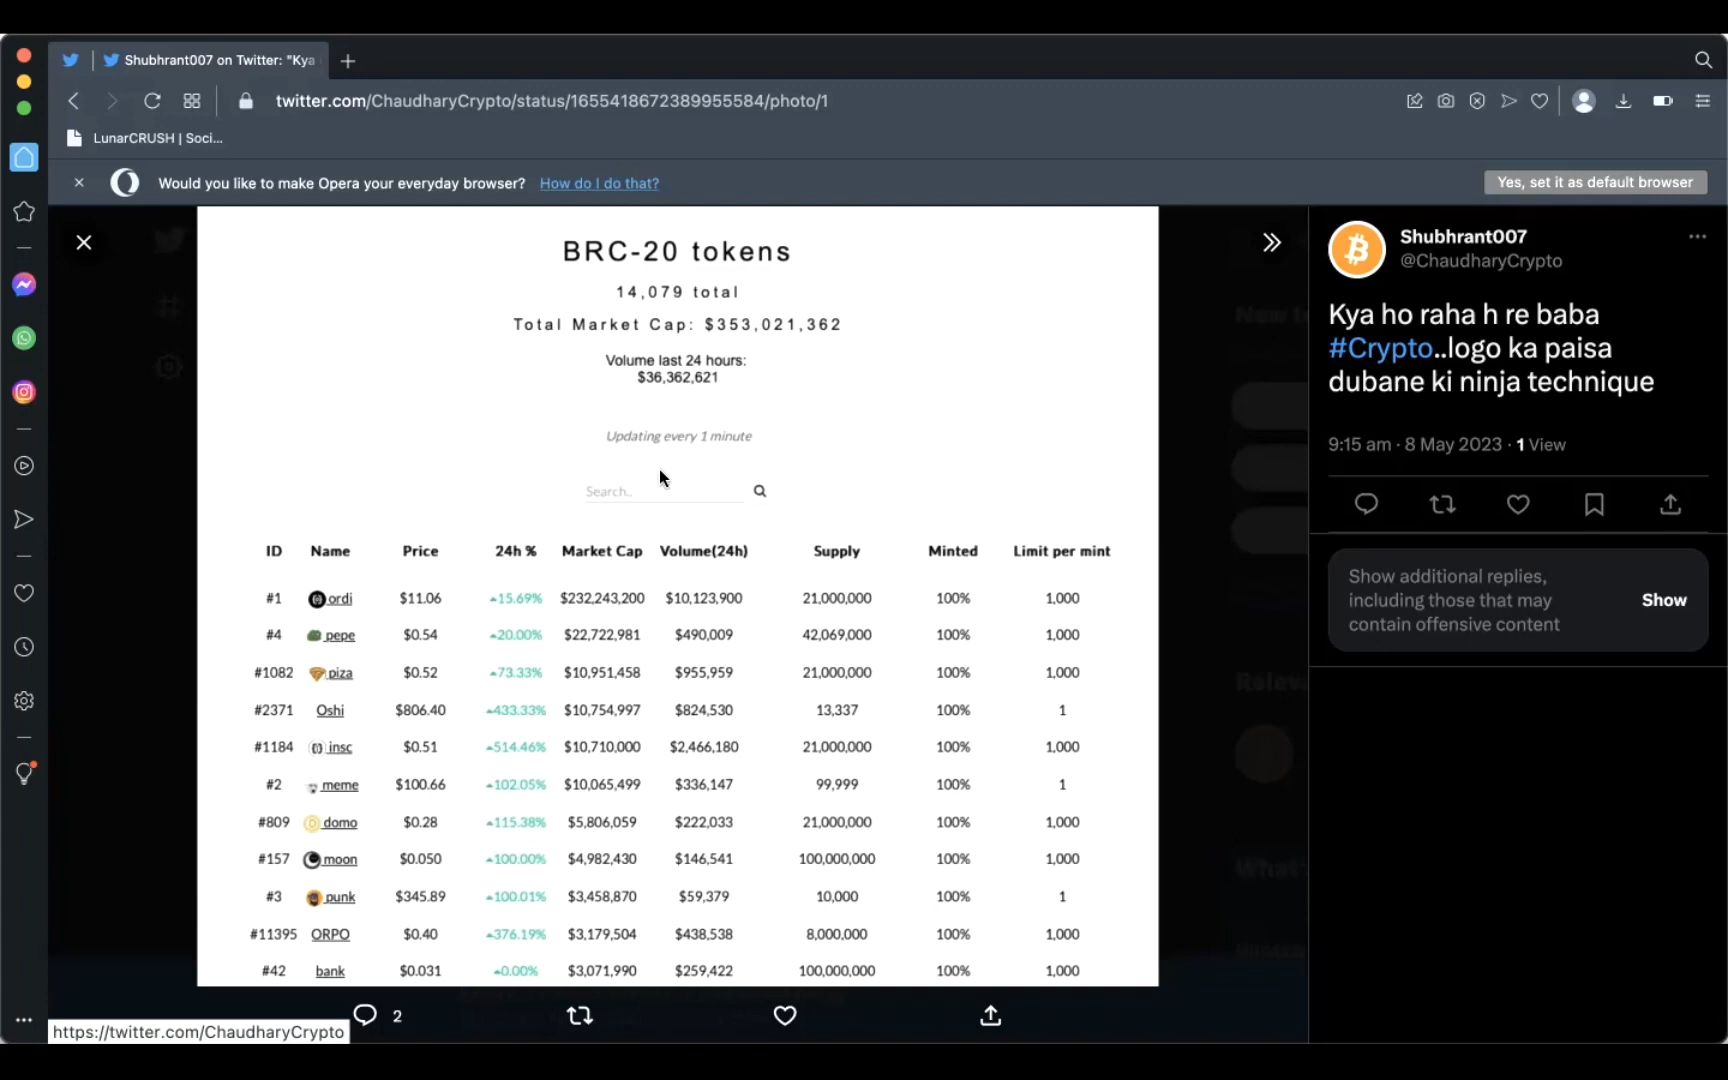 Shubhrant007 on Twitter: "Kya
twitter.com/ChaudharyCrypto/status/1655418672389955584/photo/1
LunarCRUSH | Soci...
Would you like to make Opera your everyday browser? How do I do that? Yes, set it as default browser
BRC-20 tokens
14,079 total
Total Market Cap: $353,021,362
Volume last 24 hours:
$36,362,621
Updating every 1 minute
Search..
ID Name Price 24h % Market Cap Volume(24h) Supply Minted Limit per mint
#1 ordi $11.06 15.69% $232,243,200 $10,123,900 21,000,000 100% 1,000
#4 pepe $0.54 20.00% $22,722,981 $490,009 42,069,000 100% 1,000
#1082 piza $0.52 73.33% $10,951,458 $955,959 21,000,000 100% 1,000
#2371 Oshi $806.40 433.33% $10,754,997 $824,530 13,337 100% 1
#1184 insc $0.51 514.46% $10,710,000 $2,466,180 21,000,000 100% 1,000
#2 meme $100.66 102.05% $10,065,499 $336,147 99,999 100% 1
#809 domo $0.28 115.38% $5,806,059 $222,033 21,000,000 100% 1,000
#157 moon $0.050 100.00% $4,982,430 $146,541 100,000,000 100% 1,000
#3 punk $345.89 100.01% $3,458,870 $59,379 10,000 100% 1
#11395 ORPO $0.40 376.19% $3,179,504 $438,538 8,000,000 100% 1,000
#42 bank $0.031 0.00% $3,071,990 $259,422 100,000,000 100% 1,000
2
https://twitter.com/ChaudharyCrypto
Shubhrant007
@ChaudharyCrypto
Kya ho raha h re baba
#Crypto..logo ka paisa
dubane ki ninja technique
9:15 am · 8 May 2023 · 1 View
Show additional replies,
including those that may
contain offensive content
Show